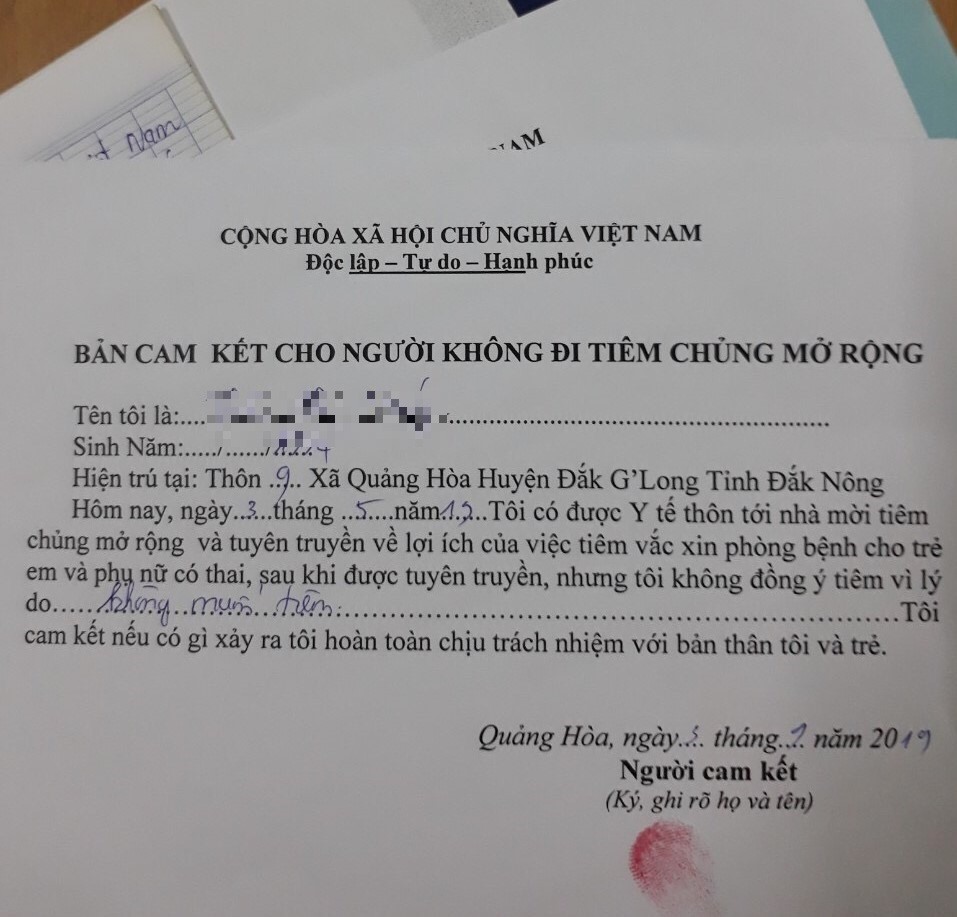 Nam
NAM
CỘNG HÒA XÃ HỘI CHỦ NGHĨA VIỆT NAM
Độc lập – Tự do – Hạnh phúc
BẢN CAM KẾT CHO NGƯỜI KHÔNG ĐI TIÊM CHỦNG MỞ RỘNG
Tên tôi là:....
Sinh Năm:...../....../
Hiện trú tại: Thôn .9.. Xã Quảng Hòa Huyện Đắk G’Long Tỉnh Đắk Nông
Hôm nay, ngày..3...tháng ..5....năm...Tôi có được Y tế thôn tới nhà mời tiêm
chủng mở rộng và tuyên truyền về lợi ích của việc tiêm vắc xin phòng bệnh cho trẻ
em và phụ nữ có thai, sau khi được tuyên truyền, nhưng tôi không đồng ý tiêm vì lý
do.....không muốn tiêm.......Tôi
cam kết nếu có gì xảy ra tôi hoàn toàn chịu trách nhiệm với bản thân tôi và trẻ.
Quảng Hòa, ngày.... tháng.... năm 2019
Người cam kết
(Ký, ghi rõ họ và tên)